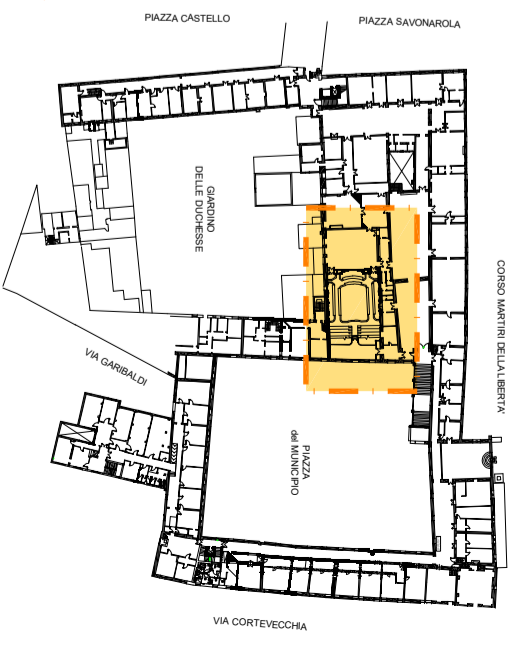 PIAZZA CASTELLO
PIAZZA SAVONAROLA
GIARDINO
DELLE DUCHESSE
CORSO MARTIRI DELLA LIBERTA'
VIA GARIBALDI
PIAZZA
del MUNICIPIO
VIA CORTEVECCHIA